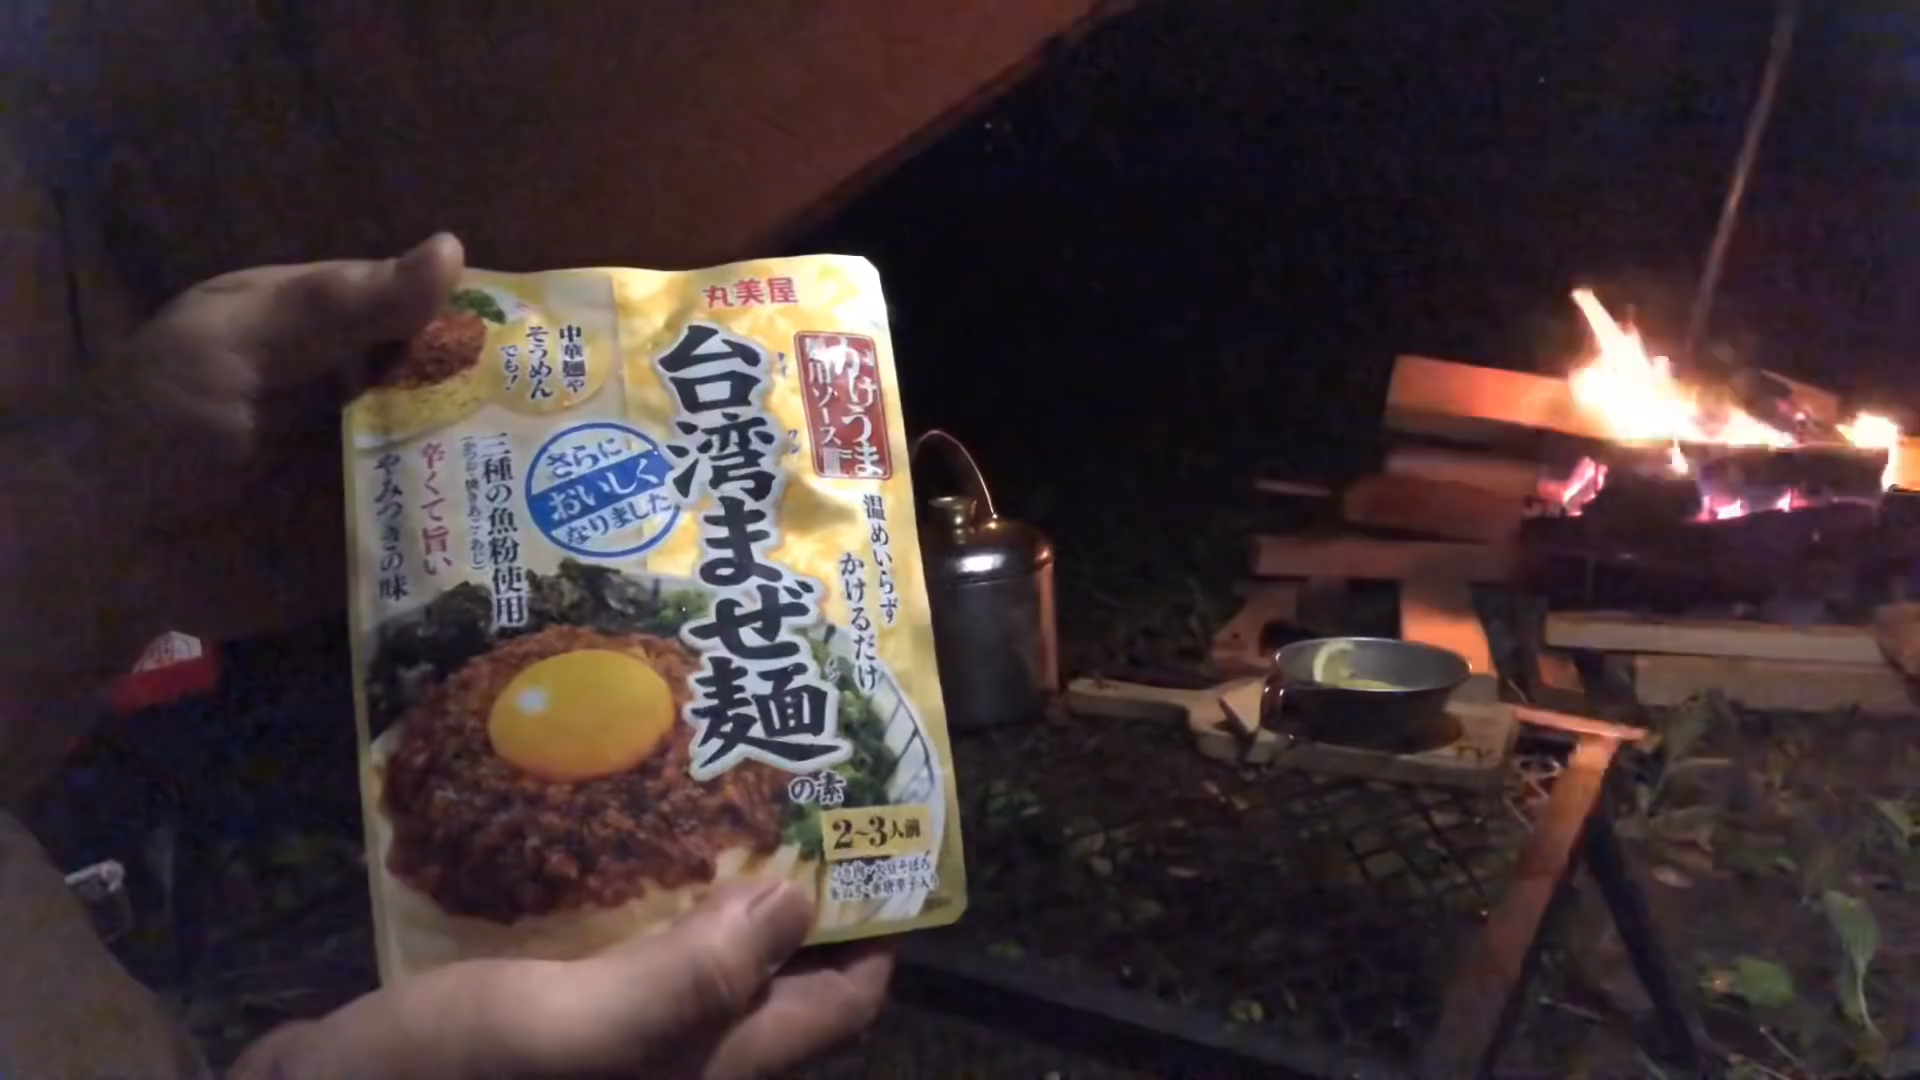 丸美屋
かけうま
麺用ソース
温めいらず
かけるだけ
台湾まぜ麺
の素
中華麺や
そうめん
でも!
さらに
おいしく
なりました
三種の魚粉使用
辛くて旨い
やみつきの味
2~3人前